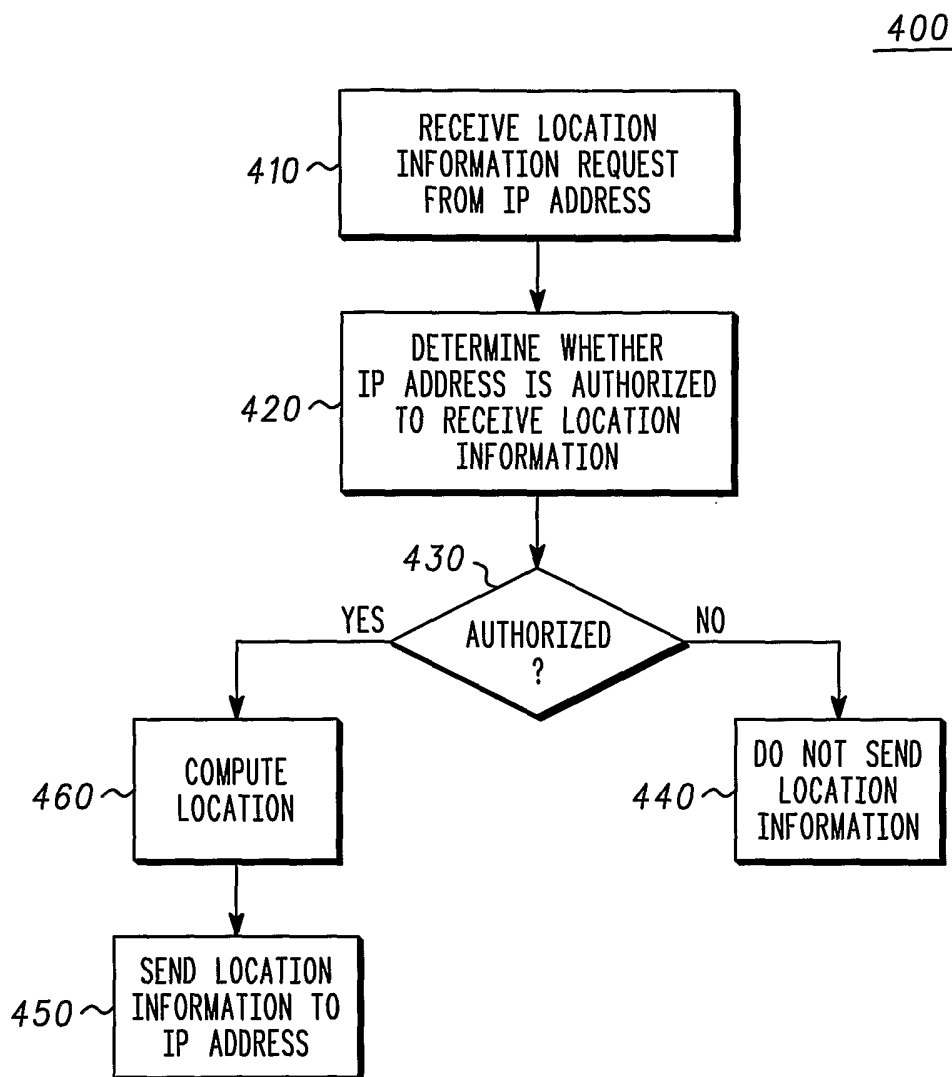 400
RECEIVE LOCATION
INFORMATION REQUEST
FROM IP ADDRESS
410
DETERMINE WHETHER
IP ADDRESS IS AUTHORIZED
TO RECEIVE LOCATION
INFORMATION
420
430
YES
AUTHORIZED
?
NO
COMPUTE
LOCATION
460
DO NOT SEND
LOCATION
INFORMATION
440
SEND LOCATION
INFORMATION TO
IP ADDRESS
450